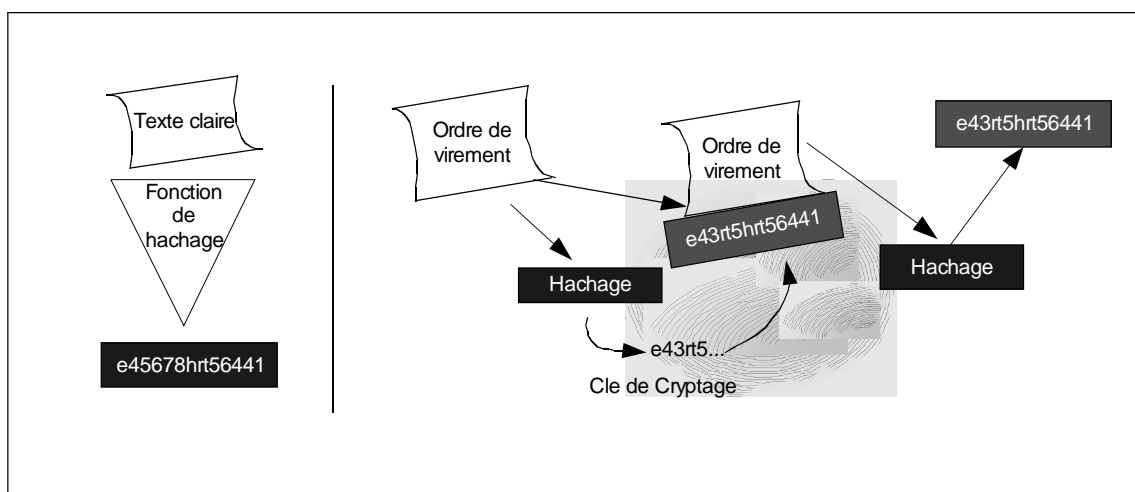 Texte claire
Fonction
de
hachage
e45678hrt56441
Ordre de
virement
Hachage
e43rt5...
Cle de Cryptage
Ordre de
virement
e43rt5hrt56441
Hachage
e43rt5hrt56441